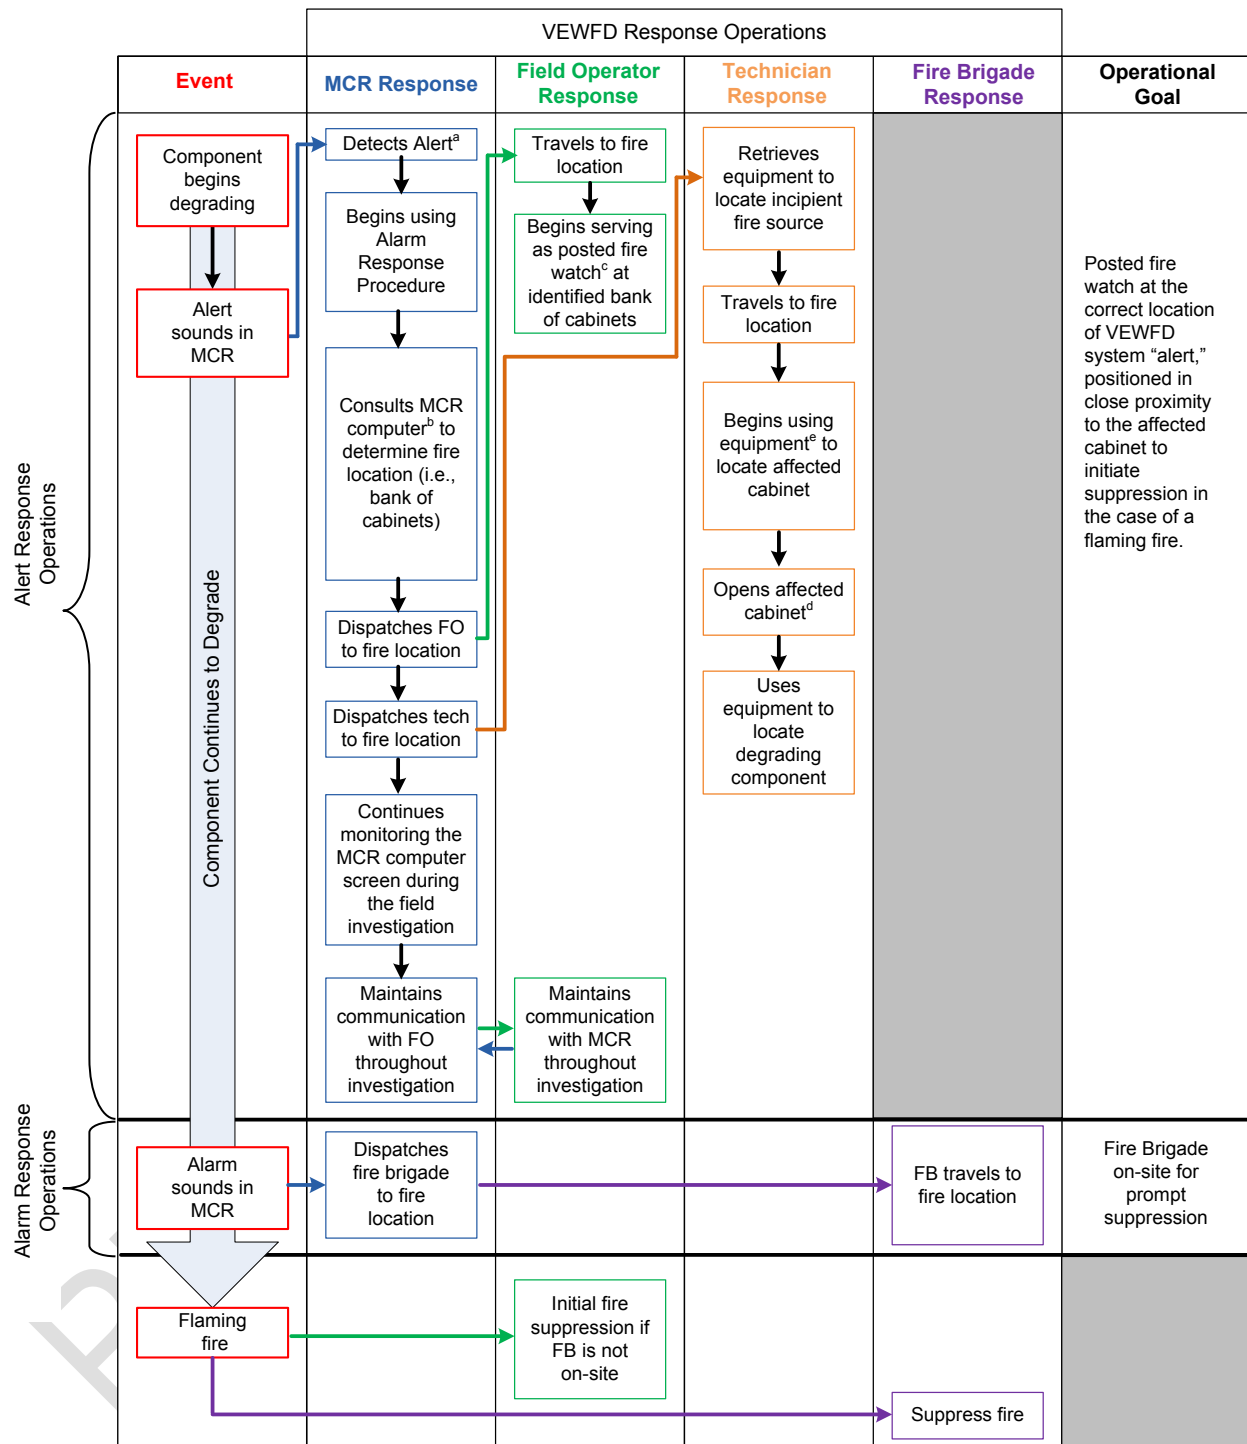 VEWFD Response Operations
Event
MCR Response
Field Operator
Response
Technician
Response
Fire Brigade
Response
Operational
Goal
Alert Response
Operations
Component
begins
degrading
Alert
sounds in
MCR
Component Continues to Degrade
Detects Alertᵃ
Begins using
Alarm
Response
Procedure
Consults MCR
computerᵇ to
determine fire
location (i.e.,
bank of
cabinets)
Dispatches FO
to fire location
Dispatches tech
to fire location
Continues
monitoring the
MCR computer
screen during
the field
investigation
Maintains
communication
with FO
throughout
investigation
Travels to fire
location
Begins serving
as posted fire
watchᶜ at
identified bank
of cabinets
Maintains
communication
with MCR
throughout
investigation
Retrieves
equipment to
locate incipient
fire source
Travels to fire
location
Begins using
equipmentᵉ to
locate affected
cabinet
Opens affected
cabinetᵈ
Uses
equipment to
locate
degrading
component
Posted fire
watch at the
correct location
of VEWFD
system “alert,”
positioned in
close proximity
to the affected
cabinet to
initiate
suppression in
the case of a
flaming fire.
Alarm Response
Operations
Alarm
sounds in
MCR
Dispatches
fire brigade
to fire
location
FB travels to
fire location
Fire Brigade
on-site for
prompt
suppression
Flaming
fire
Initial fire
suppression if
FB is not
on-site
Suppress fire